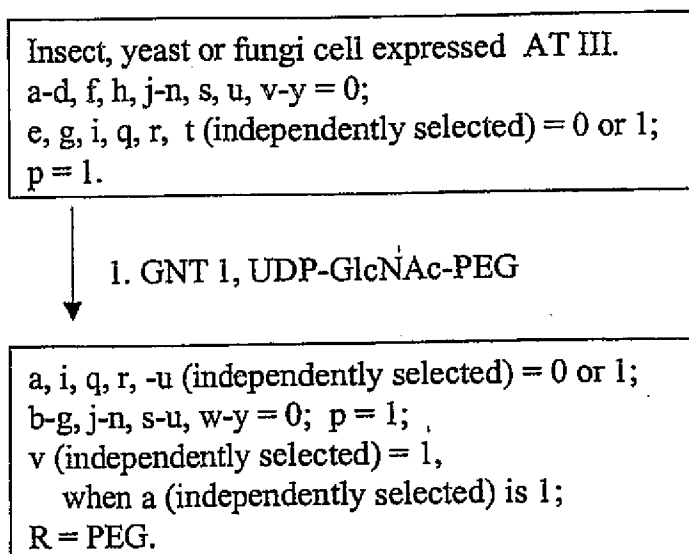 Insect, yeast or fungi cell expressed AT III.
a-d, f, h, j-n, s, u, v-y = 0;
e, g, i, q, r, t (independently selected) = 0 or 1;
p = 1.
1. GNT 1, UDP-GlcNAc-PEG
a, i, q, r, -u (independently selected) = 0 or 1;
b-g, j-n, s-u, w-y = 0; p = 1;
v (independently selected) = 1,
when a (independently selected) is 1;
R = PEG.